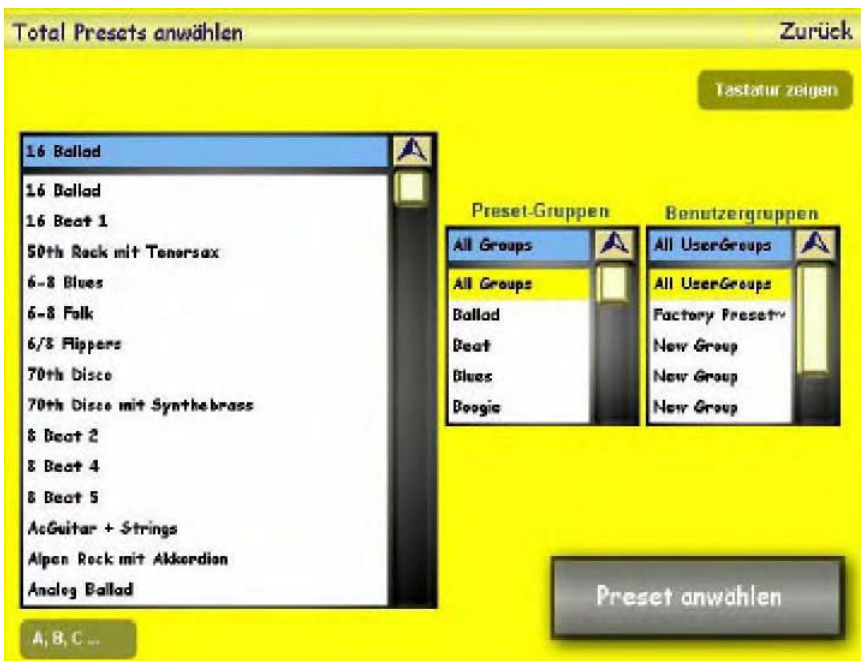 Total Presets anwählen
Zurück
Tastatur zeigen
16 Ballad
16 Ballad
16 Beat 1
50th Rock mit Tenorsax
6-8 Blues
6-8 Folk
6/8 Flippers
70th Disco
70th Disco mit Synthebrass
8 Beat 2
8 Beat 4
8 Beat 5
AcGuitar + Strings
Alpen Rock mit Akkordion
Analog Ballad
A, B, C ...
Preset-Gruppen
All Groups
All Groups
Ballad
Beat
Blues
Boogie
Benutzergruppen
All UserGroups
All UserGroups
Factory Preset~
New Group
New Group
New Group
Preset anwählen